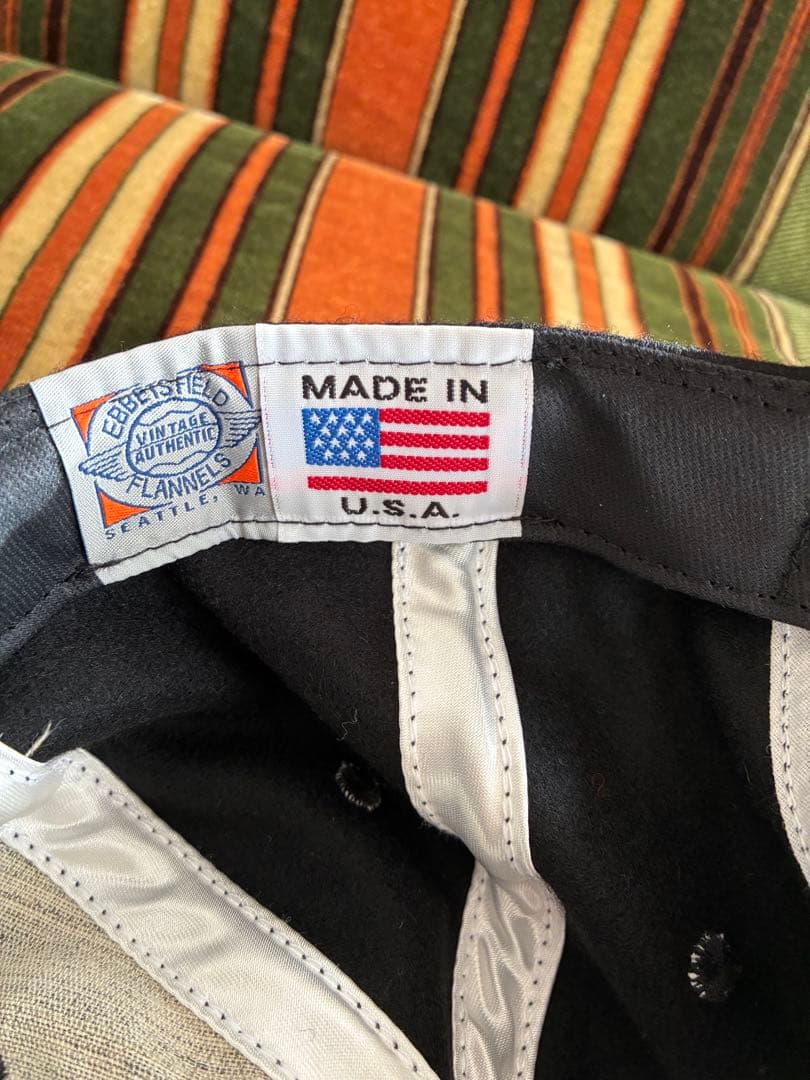 EBBETS FIELD
VINTAGE
AUTHENTIC
FLANNELS
SEATTLE, WA
MADE IN
U.S.A.